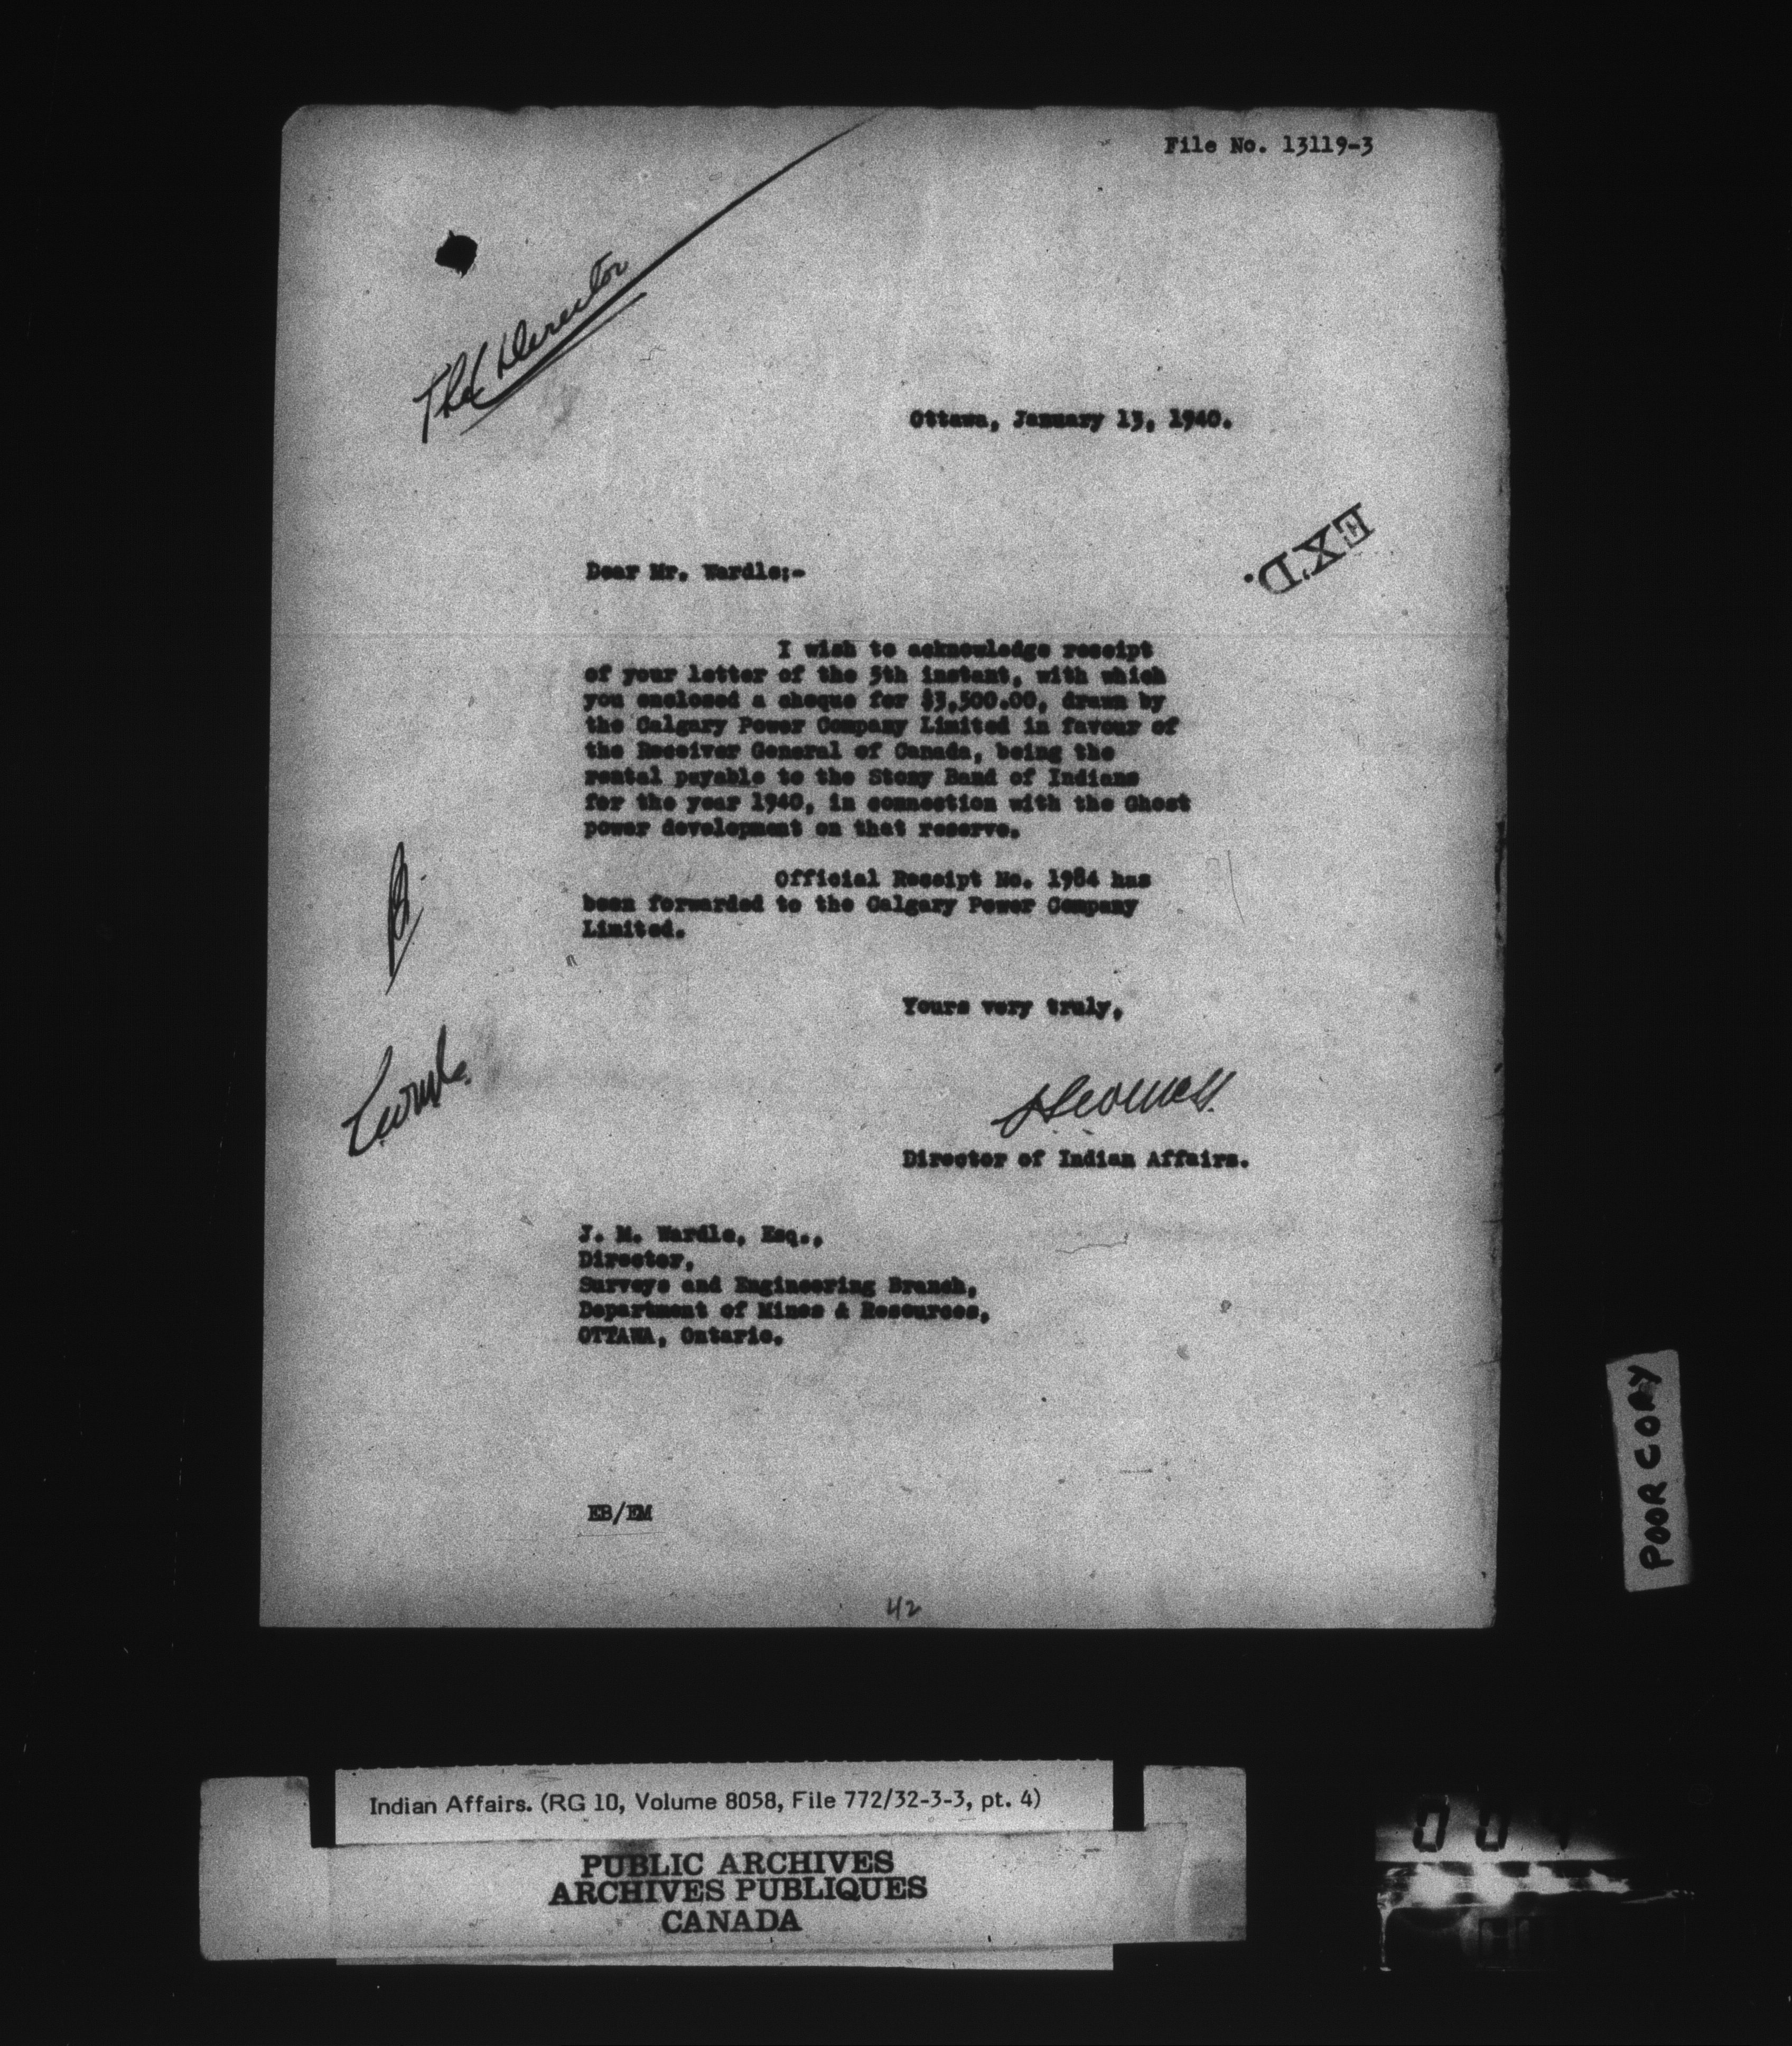 File No. 13119-3
The Director
Ottawa, January 13, 1940.
EX'D.
Dear Mr. Wardle:-
I wish to acknowledge receipt
of your letter of the 5th instant, with which
you enclosed a cheque for $3,500.00, drawn by
the Calgary Power Company Limited in favour of
the Receiver General of Canada, being the
rental payable to the Stony Band of Indians
for the year 1940, in connection with the Ghost
power development on that reserve.
Official Receipt No. 1984 has
been forwarded to the Calgary Power Company
Limited.
Yours very truly,
Director of Indian Affairs.
J. M. Wardle, Esq.,
Director,
Surveys and Engineering Branch,
Department of Mines & Resources,
OTTAWA, Ontario.
EB/EM
42
POOR COPY
Indian Affairs. (RG 10, Volume 8058, File 772/32-3-3, pt. 4)
PUBLIC ARCHIVES
ARCHIVES PUBLIQUES
CANADA